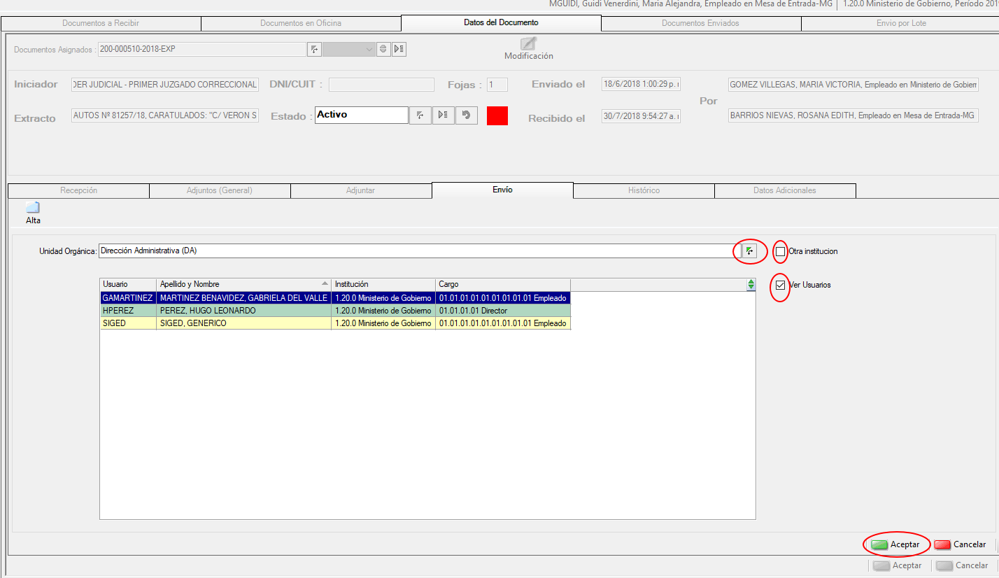 MGUIDI, Guidi Venerdini, Maria Alejandra, Empleado en Mesa de Entrada-MG 1.20.0 Ministerio de Gobierno, Período 201
Documentos a Recibir Documentos en Oficina Datos del Documento Documentos Enviados Envio por Lote
Documentos Asignados : 200-000510-2018-EXP
Modificación
Iniciador DER JUDICIAL - PRIMER JUZGADO CORRECCIONAL DNI/CUIT : Fojas : 1 Enviado el 18/6/2018 1:00:29 p. GOMEZ VILLEGAS, MARIA VICTORIA, Empleado en Ministerio de Gobiern
Por
Extracto AUTOS Nº 81257/18, CARATULADOS: "C/ VERON S Estado : Activo Recibido el 30/7/2018 9:54:27 a. BARRIOS NIEVAS, ROSANA EDITH, Empleado en Mesa de Entrada-MG
Recepción Adjuntos (General) Adjuntar Envío Histórico Datos Adicionales
Alta
Unidad Orgánica: Dirección Administrativa (DA) Otra institucion
Usuario Apellido y Nombre Institución Cargo Ver Usuarios
GAMARTINEZ MARTINEZ BENAVIDEZ, GABRIELA DEL VALLE 1.20.0 Ministerio de Gobierno 01.01.01.01.01.01.01.01.01 Empleado
HPEREZ PEREZ, HUGO LEONARDO 1.20.0 Ministerio de Gobierno 01.01.01.01 Director
SIGED SIGED, GENERICO 1.20.0 Ministerio de Gobierno 01.01.01.01.01.01.01.01.01 Empleado
Aceptar Cancelar
Aceptar Cancelar